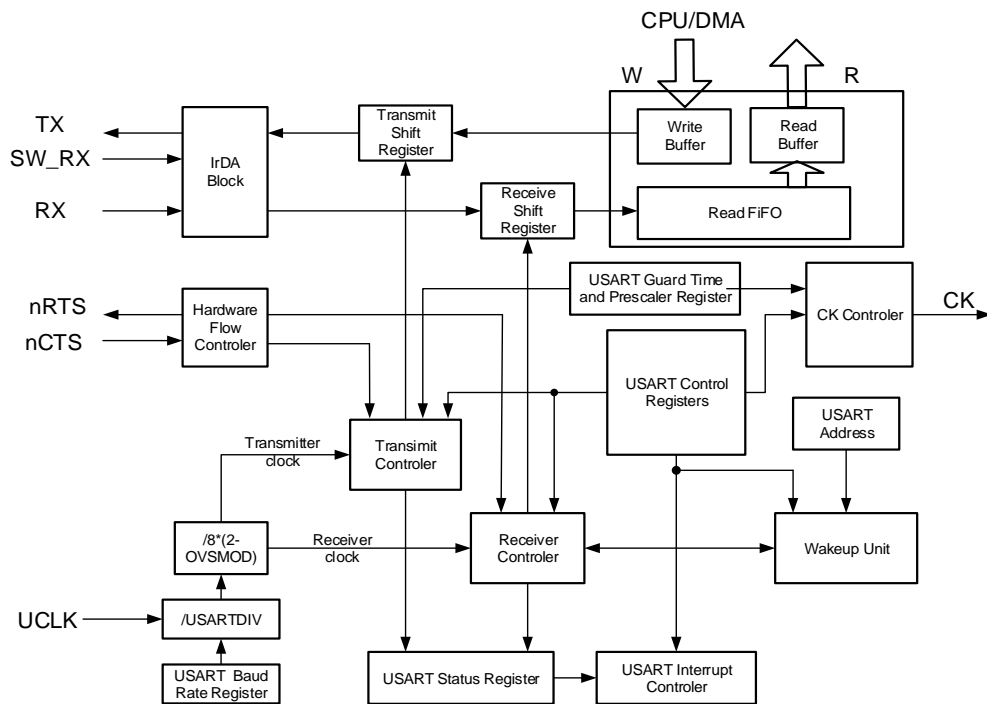 CPU/DMA
W
R
TX
SW_RX
RX
IrDA
Block
Transmit
Shift
Register
Write
Buffer
Read
Buffer
Receive
Shift
Register
Read FiFO
nRTS
nCTS
Hardware
Flow
Controler
USART Guard Time
and Prescaler Register
CK Controler
CK
USART Control
Registers
USART
Address
Transmitter
clock
Transimit
Controler
/8*(2-
OVSMOD)
Receiver
clock
Receiver
Controler
Wakeup Unit
UCLK
/USARTDIV
USART Baud
Rate Register
USART Status Register
USART Interrupt
Controler